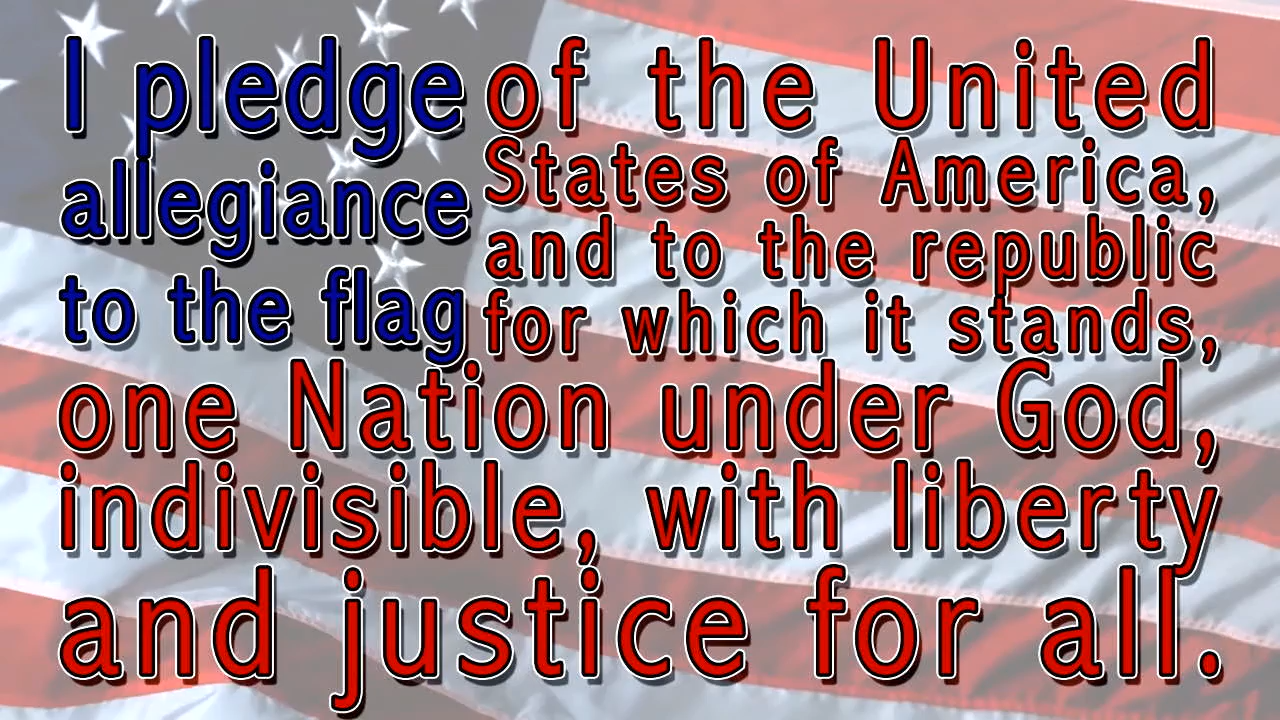 I pledge
allegiance
to the flag
of the United
States of America,
and to the republic
for which it stands,
one Nation under God,
indivisible, with liberty
and justice for all.